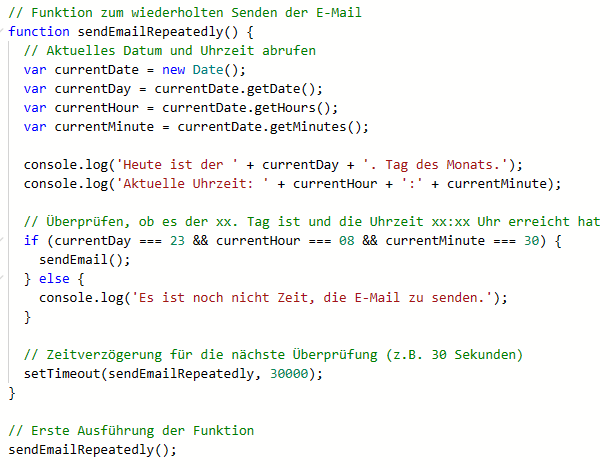 // Funktion zum wiederholten Senden der E-Mail
function sendEmailRepeatedly() {
  // Aktuelles Datum und Uhrzeit abrufen
  var currentDate = new Date();
  var currentDay = currentDate.getDate();
  var currentHour = currentDate.getHours();
  var currentMinute = currentDate.getMinutes();

  console.log('Heute ist der ' + currentDay + '. Tag des Monats.');
  console.log('Aktuelle Uhrzeit: ' + currentHour + ':' + currentMinute);

  // Überprüfen, ob es der xx. Tag ist und die Uhrzeit xx:xx Uhr erreicht hat
  if (currentDay === 23 && currentHour === 08 && currentMinute === 30) {
    sendEmail();
  } else {
    console.log('Es ist noch nicht Zeit, die E-Mail zu senden.');
  }

  // Zeitverzögerung für die nächste Überprüfung (z.B. 30 Sekunden)
  setTimeout(sendEmailRepeatedly, 30000);
}

// Erste Ausführung der Funktion
sendEmailRepeatedly();